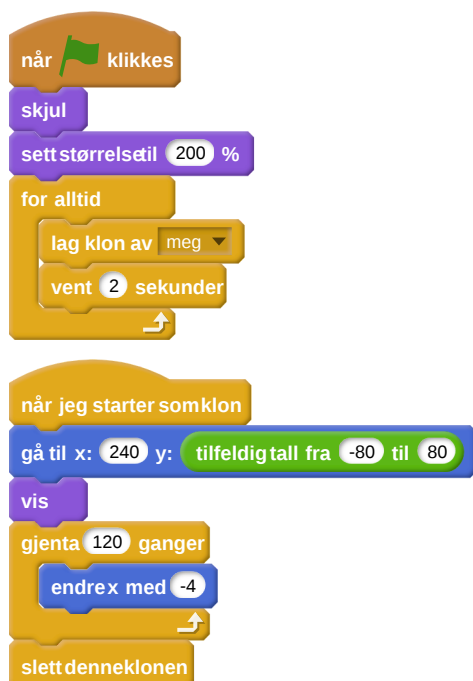 når klikkes
skjul
sett størrelse til 200 %
for alltid
lag klon av meg
vent 2 sekunder
når jeg starter som klon
gå til x: 240 y: tilfeldig tall fra -80 til 80
vis
gjenta 120 ganger
endre x med -4
slett denne klonen